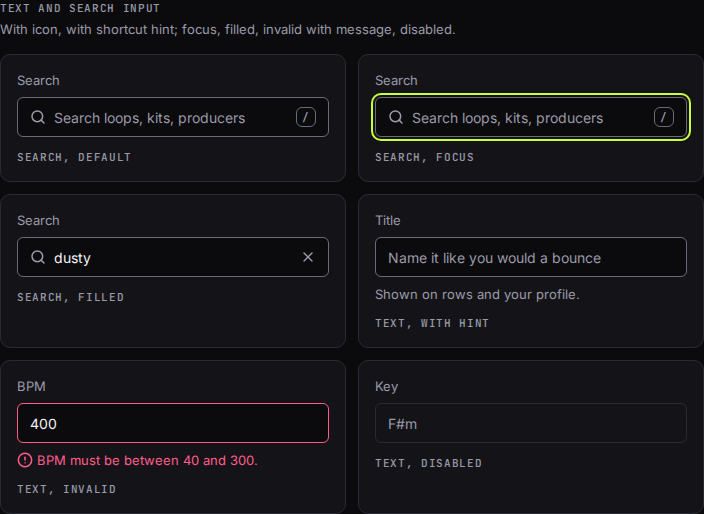 TEXT AND SEARCH INPUT
With icon, with shortcut hint; focus, filled, invalid with message, disabled.
Search
Search loops, kits, producers /
SEARCH, DEFAULT
Search
Search loops, kits, producers /
SEARCH, FOCUS
Search
dusty
SEARCH, FILLED
Title
Name it like you would a bounce
Shown on rows and your profile.
TEXT, WITH HINT
BPM
400
BPM must be between 40 and 300.
TEXT, INVALID
Key
F#m
TEXT, DISABLED